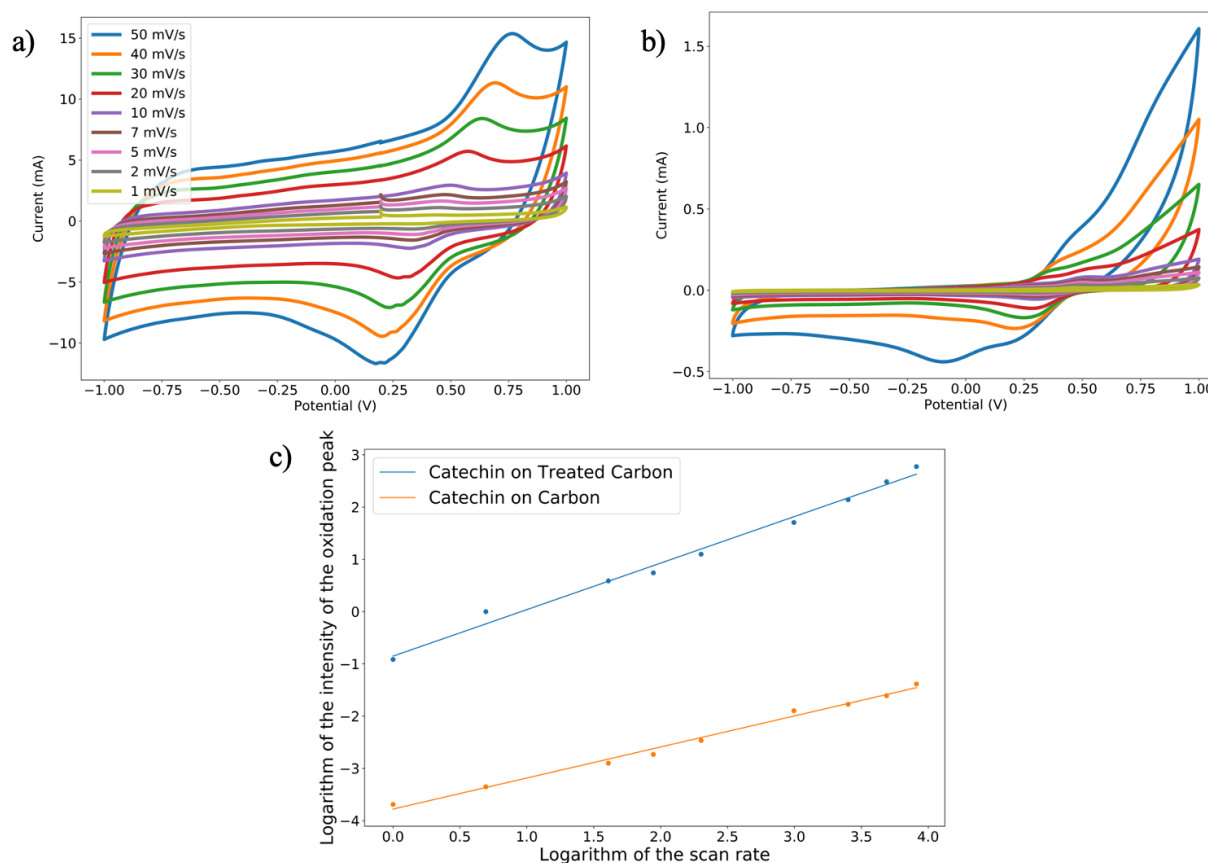 a)
15
10
5
0
−5
−10
Current (mA)
50 mV/s
40 mV/s
30 mV/s
20 mV/s
10 mV/s
7 mV/s
5 mV/s
2 mV/s
1 mV/s
−1.00 −0.75 −0.50 −0.25 0.00 0.25 0.50 0.75 1.00
Potential (V)
b)
1.5
1.0
0.5
0.0
−0.5
Current (mA)
−1.00 −0.75 −0.50 −0.25 0.00 0.25 0.50 0.75 1.00
Potential (V)
c)
Logarithm of the intensity of the oxidation peak
3
2
1
0
−1
−2
−3
−4
Catechin on Treated Carbon
Catechin on Carbon
0.0 0.5 1.0 1.5 2.0 2.5 3.0 3.5 4.0
Logarithm of the scan rate